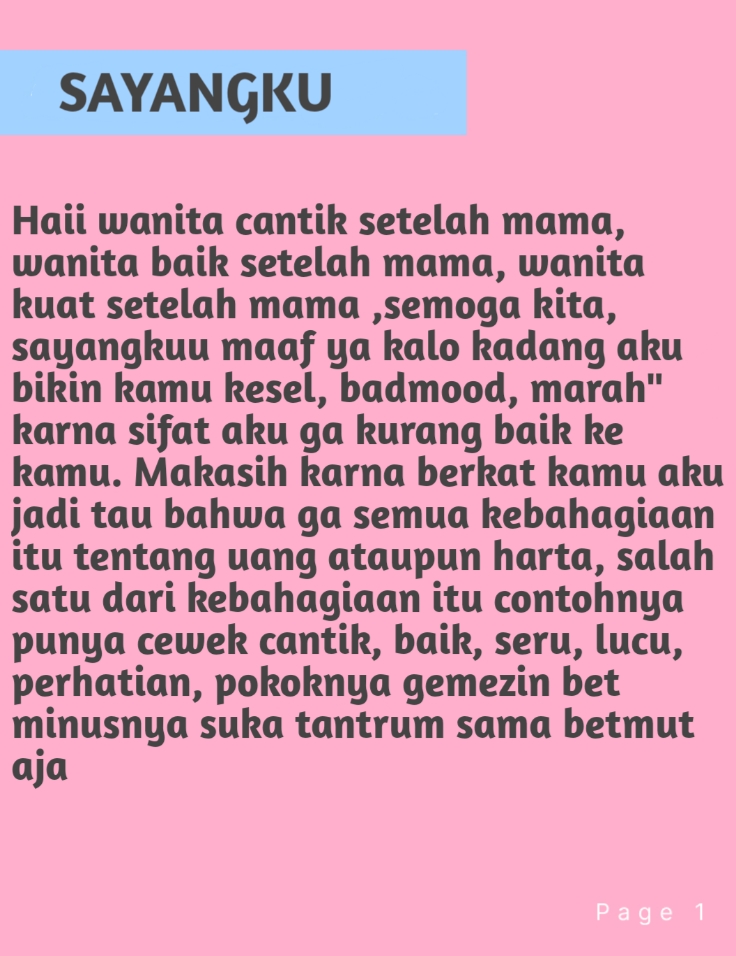 SAYANGKU
Haii wanita cantik setelah mama,
wanita baik setelah mama, wanita
kuat setelah mama ,semoga kita,
sayangkuu maaf ya kalo kadang aku
bikin kamu kesel, badmood, marah"
karna sifat aku ga kurang baik ke
kamu. Makasih karna berkat kamu aku
jadi tau bahwa ga semua kebahagiaan
itu tentang uang ataupun harta, salah
satu dari kebahagiaan itu contohnya
punya cewek cantik, baik, seru, lucu,
perhatian, pokoknya gemezin bet
minusnya suka tantrum sama betmut
aja
Page 1